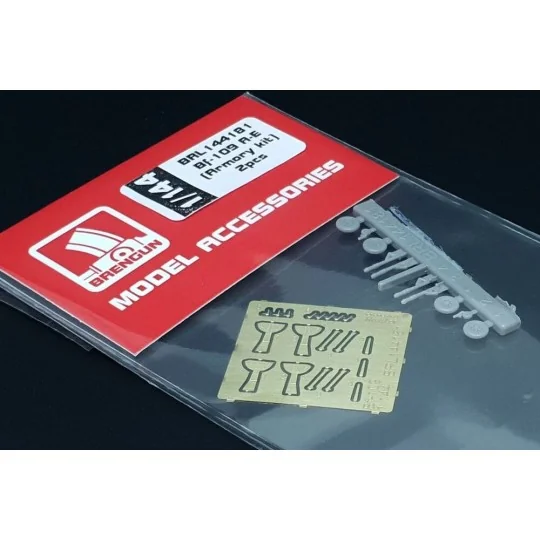 BRL144181
Bf-109 A-E
(Armory kit)
2pcs
1/144
BRENGUN
MODEL ACCESSORIES